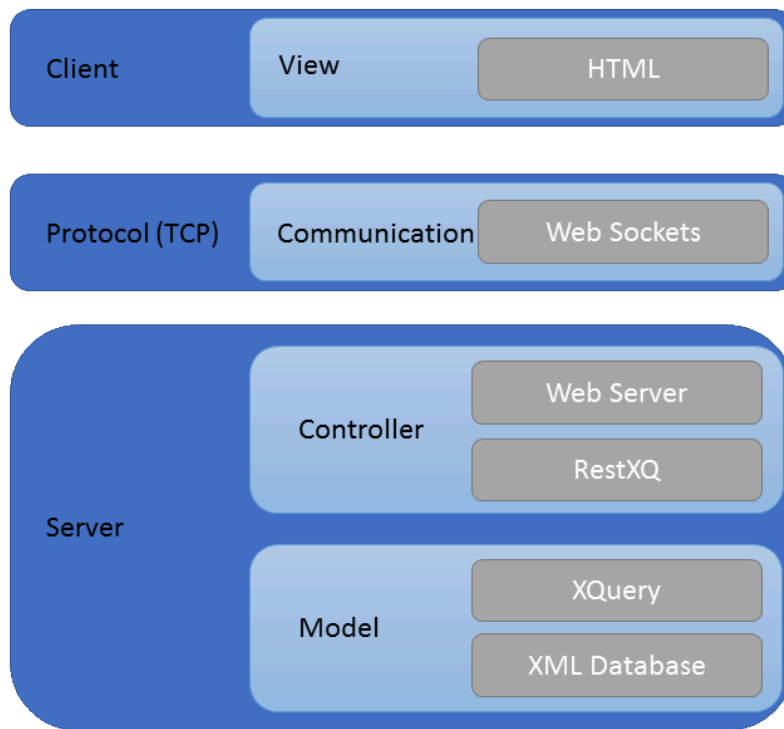 Client
View
HTML
Protocol (TCP)
Communication
Web Sockets
Server
Controller
Web Server
RestXQ
Model
XQuery
XML Database